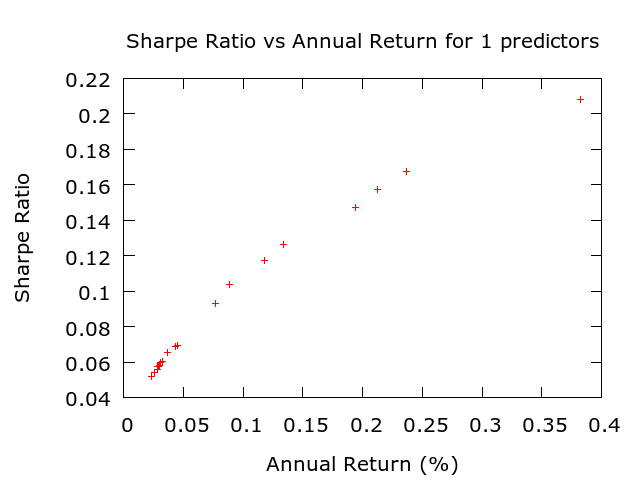 Sharpe Ratio vs Annual Return for 1 predictors
0.22
0.2
0.18
0.16
0.14
0.12
0.1
0.08
0.06
0.04
Sharpe Ratio
0 0.05 0.1 0.15 0.2 0.25 0.3 0.35 0.4
Annual Return (%)